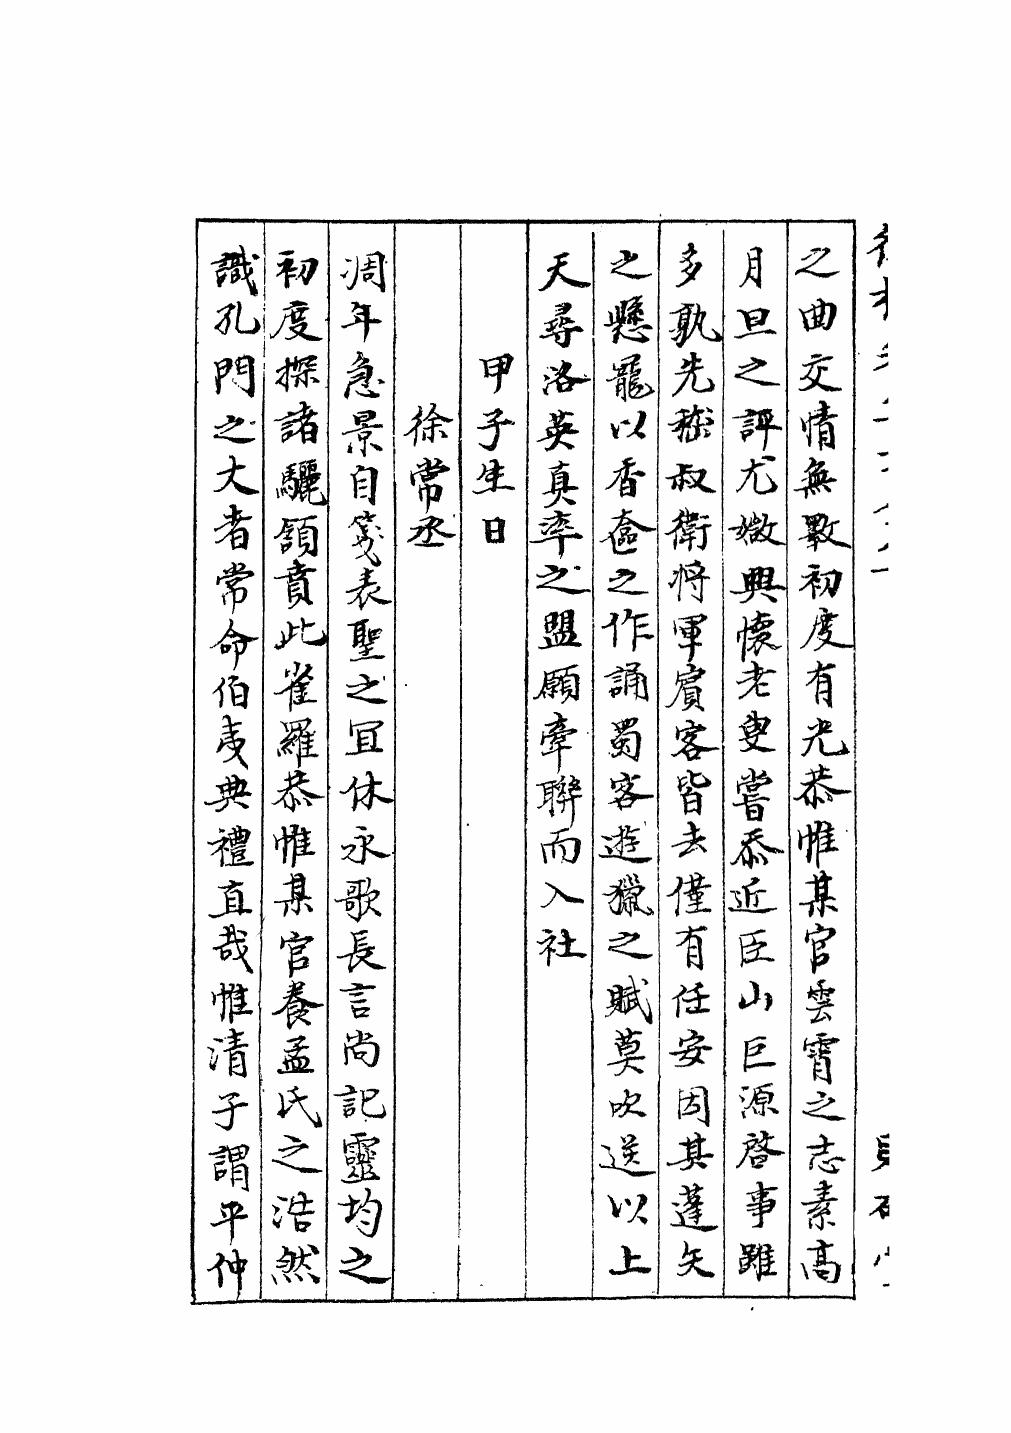 之曲交情無斁初度有光恭惟某官雲霄之志素高
月旦之評尤媺興懷老叟嘗忝近臣山巨源啓事雖
多孰先嵇叔衛將軍賓客皆去僅有任安因其蓬矢
之懸寵以香奩之作誦蜀客遊獵之賦莫吹送以上
天尋洛英真率之盟願牽聯而入社
甲子生日
徐常丞
凋年急景自箋表聖之冝休永歌長言尚記靈均之
初度探諸驪頷賁此雀羅恭惟某官養孟氏之浩然
識孔門之大者常命伯夷典禮直哉惟清子謂平仲